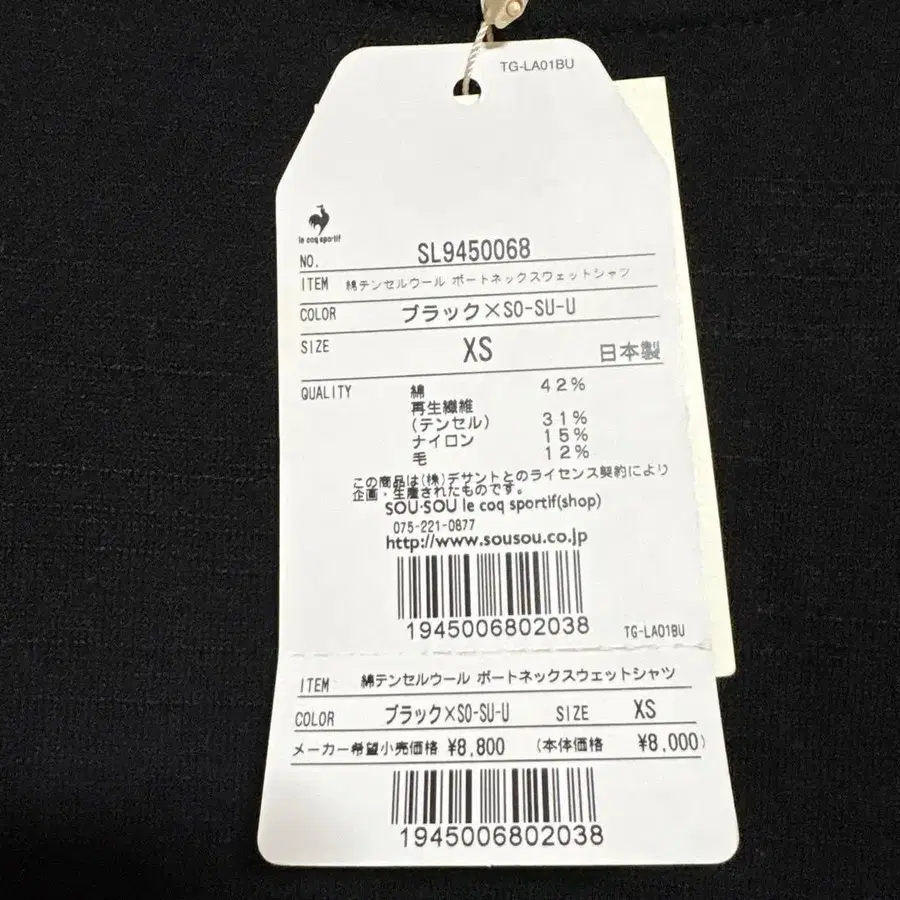 TG-LA01BU
le coq sportif
NO. SL9450068
ITEM 綿テンセルウール ボートネックスウェットシャツ
COLOR ブラック×SO-SU-U
SIZE XS 日本製
QUALITY 綿 42%
再生繊維
(テンセル) 31%
ナイロン 15%
毛 12%
この商品は(株)デサントとのライセンス契約により
企画・生産されたものです。
SOU·SOU le coq sportif(shop)
075-221-0877
http://www.sousou.co.jp
1945006802038
TG-LA01BU
ITEM 綿テンセルウール ボートネックスウェットシャツ
COLOR ブラック×SO-SU-U SIZE XS
メーカー希望小売価格 ¥8,800 (本体価格 ¥8,000)
1945006802038